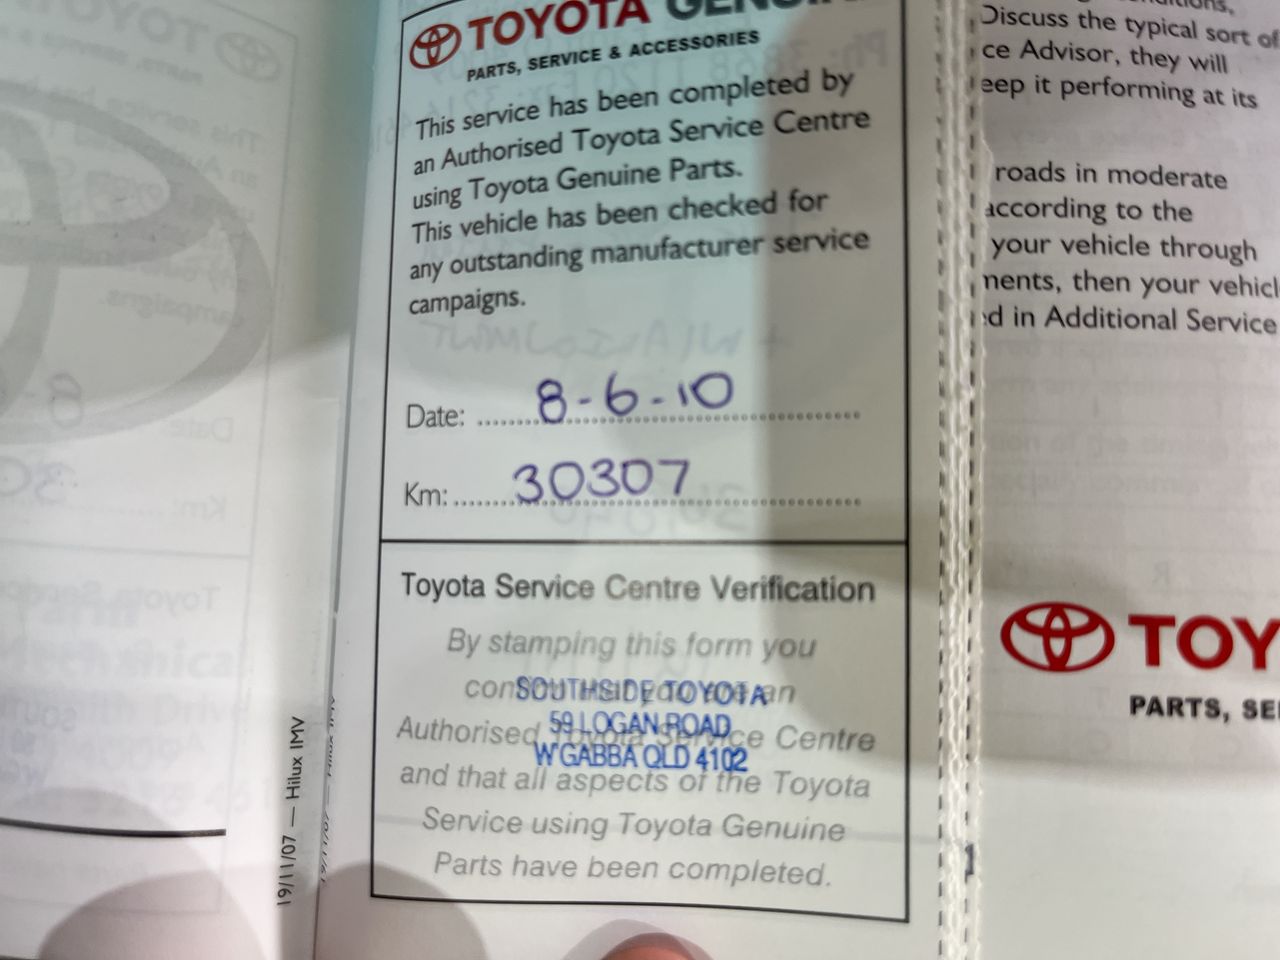 TOYOTA
PARTS, SERVICE & ACCESSORIES
This service has been completed by
an Authorised Toyota Service Centre
using Toyota Genuine Parts.
This vehicle has been checked for
any outstanding manufacturer service
campaigns.
Date: 8-6-10
Km: 30307
Toyota Service Centre Verification
By stamping this form you
an
Authorised Toyota Service Centre
and that all aspects of the Toyota
Service using Toyota Genuine
Parts have been completed.
SOUTHSIDE TOYOTA
59 LOGAN ROAD
W'GABBA QLD 4102
19/11/07 — Hilux IMV
Discuss the typical sort of
ce Advisor, they will
eep it performing at its
roads in moderate
according to the
your vehicle through
ments, then your vehicl
d in Additional Service
TOY
PARTS, SE